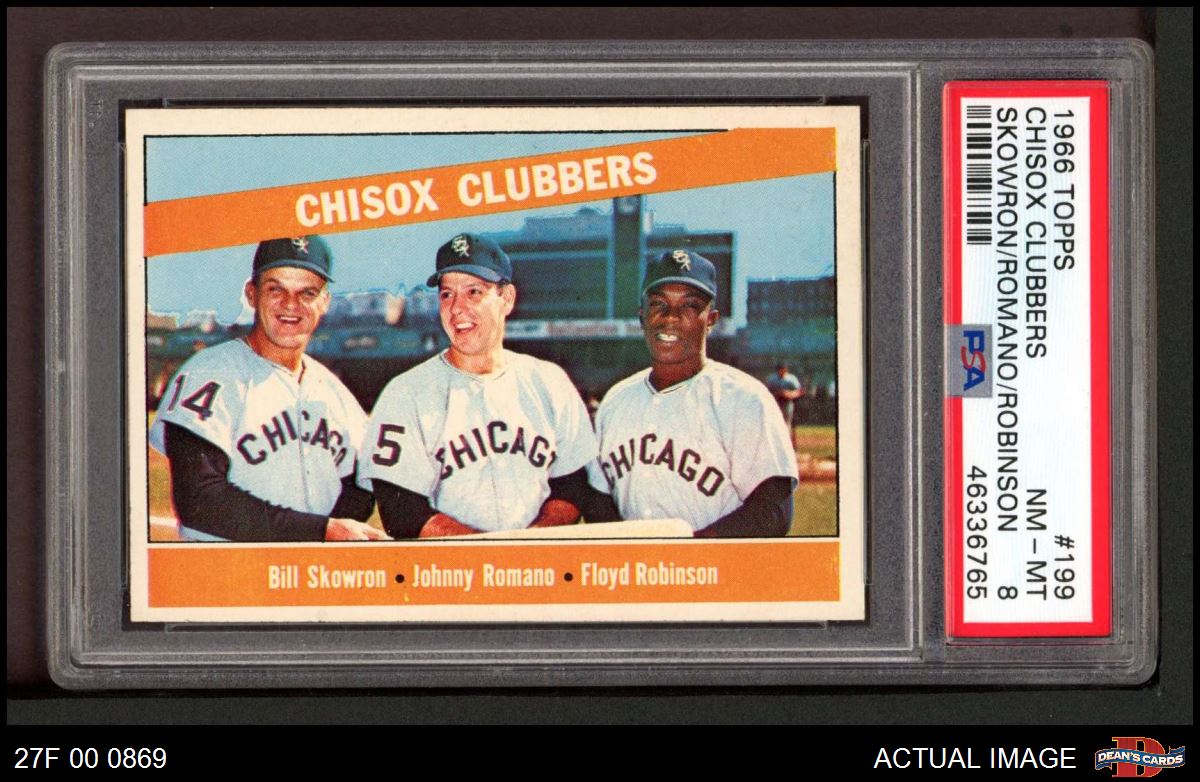 CHISOX CLUBBERS
14
CHICAGO
5
CHICAGO
CHICAGO
Bill Skowron • Johnny Romano • Floyd Robinson
1966 TOPPS #199
CHISOX CLUBBERS NM - MT
SKOWRON/ROMANO/ROBINSON 8
46336765
PSA
27F 00 0869
ACTUAL IMAGE
D
DEAN'S CARDS